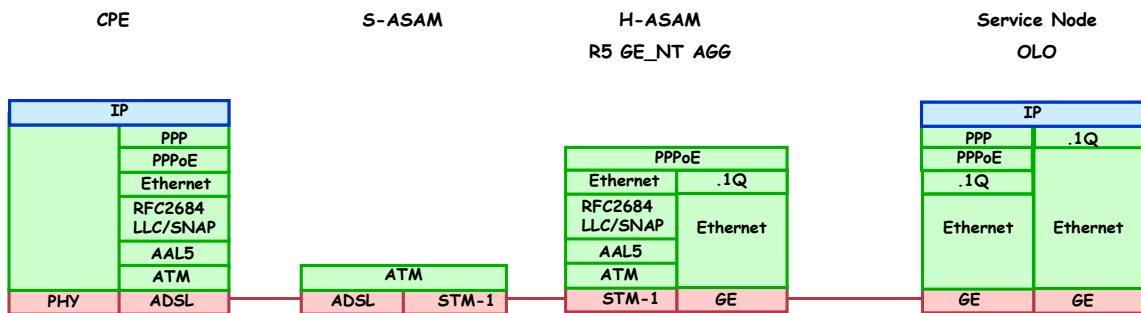 CPE
S-ASAM
H-ASAM
Service Node
R5 GE_NT AGG
OLO
IP
PPP
PPPoE
Ethernet
RFC2684
LLC/SNAP
AAL5
ATM
PHY
ADSL
ATM
ADSL
STM-1
PPPoE
Ethernet
.1Q
RFC2684
LLC/SNAP
Ethernet
AAL5
ATM
STM-1
GE
IP
PPP
.1Q
PPPoE
.1Q
Ethernet
Ethernet
GE
GE